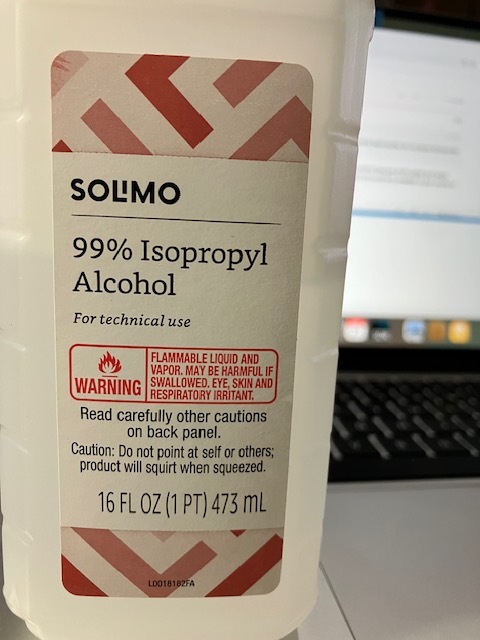 SOLIMO
99% Isopropyl
Alcohol
For technical use
WARNING
FLAMMABLE LIQUID AND
VAPOR. MAY BE HARMFUL IF
SWALLOWED. EYE, SKIN AND
RESPIRATORY IRRITANT.
Read carefully other cautions
on back panel.
Caution: Do not point at self or others;
product will squirt when squeezed.
16 FL OZ (1 PT) 473 mL
L0018182FA